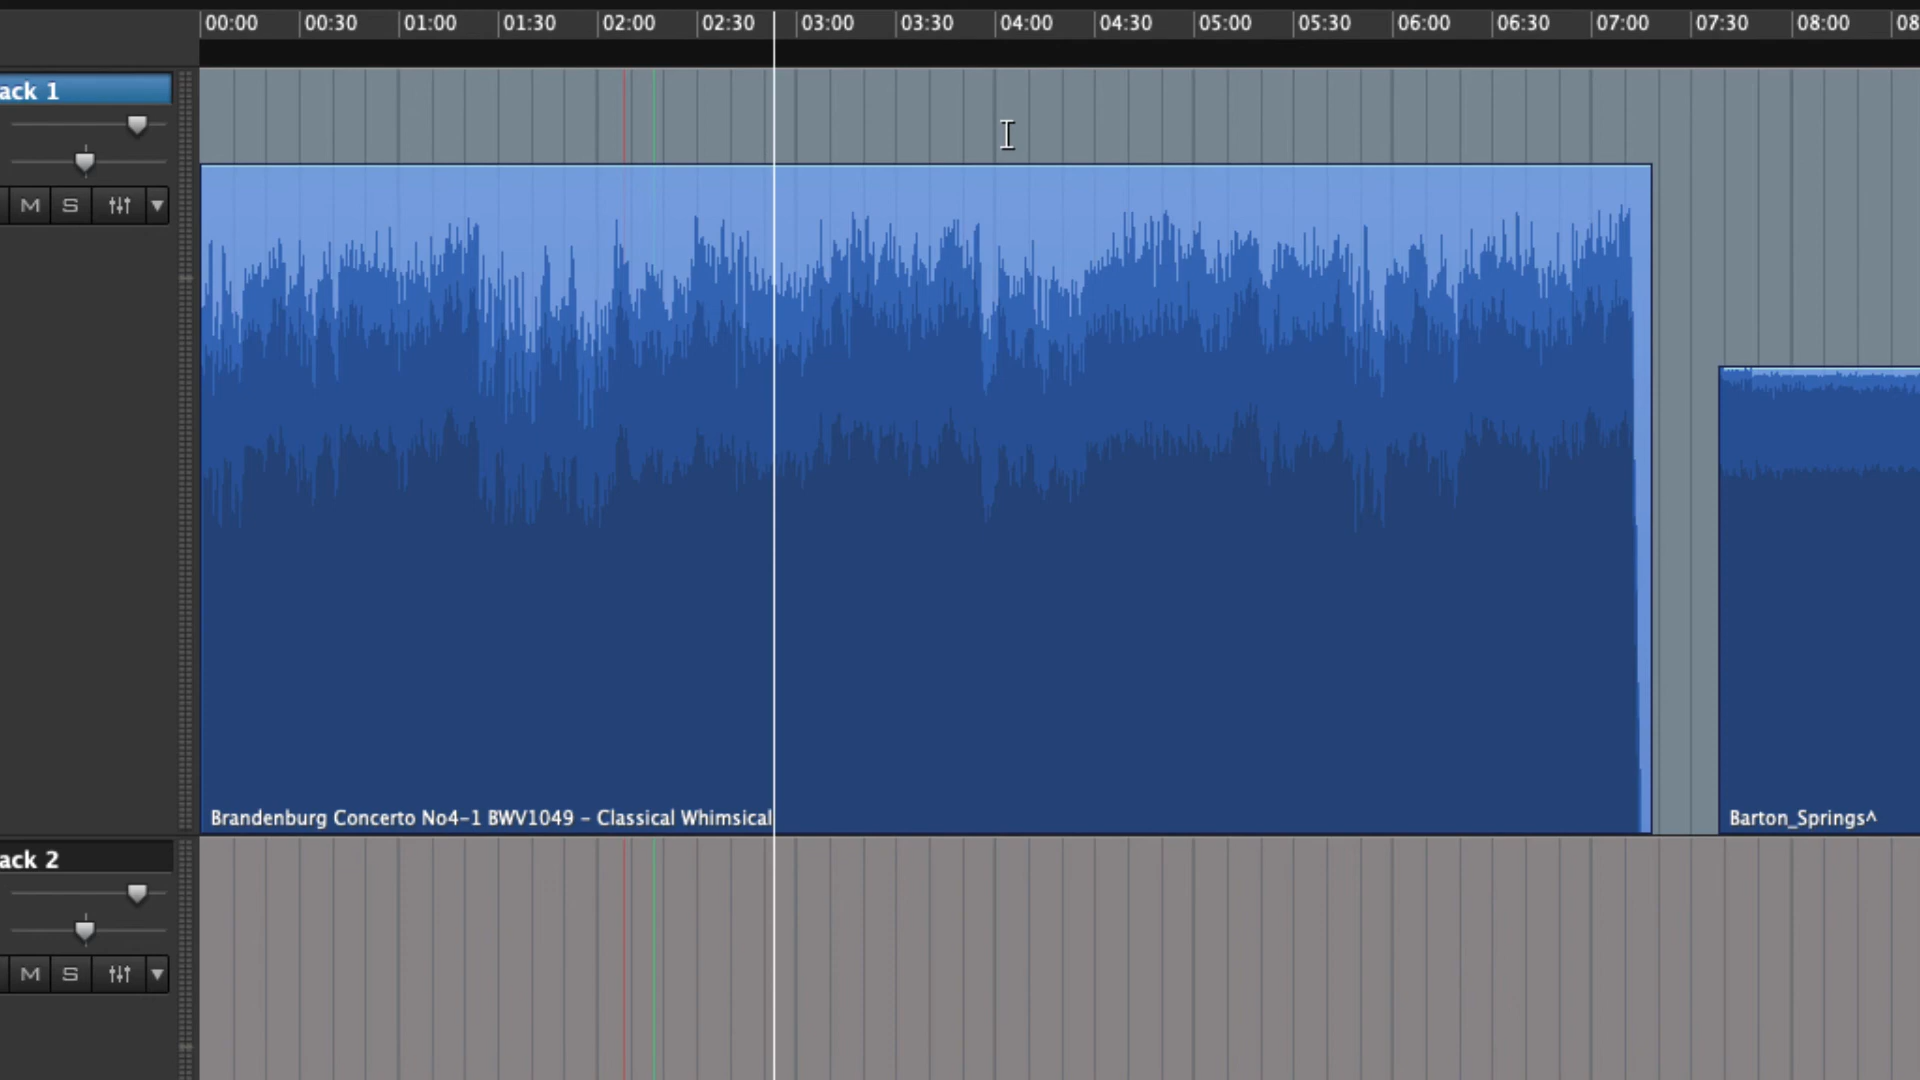 00:00 00:30 01:00 01:30 02:00 02:30 03:00 03:30 04:00 04:30 05:00 05:30 06:00 06:30 07:00 07:30 08:00 08
ack 1
M S
Brandenburg Concerto No4-1 BWV1049 – Classical Whimsical
Barton_Springs^
ack 2
M S